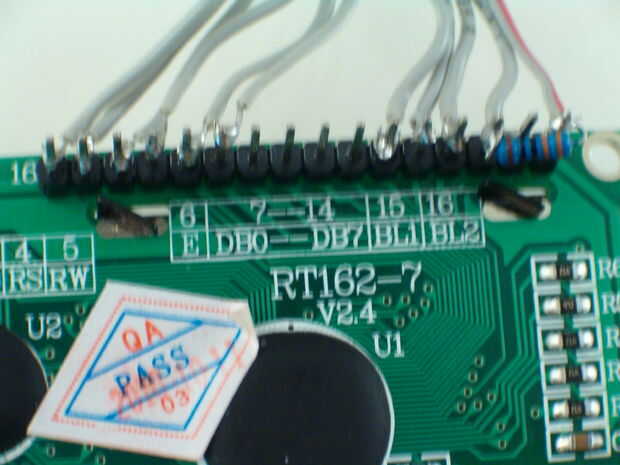 16
6 7--14 15 16
E DB0--DB7 BL1 BL2
4 5
RS RW
RT162-7
V2.4
U2
U1
QA
PASS
03